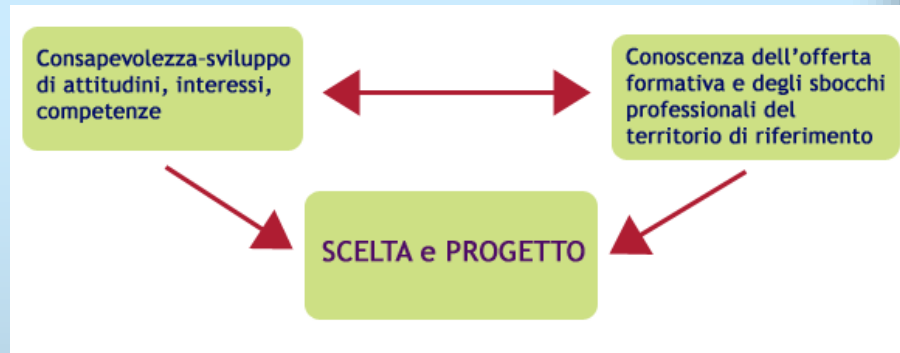 Consapevolezza-sviluppo
di attitudini, interessi,
competenze
Conoscenza dell'offerta
formativa e degli sbocchi
professionali del
territorio di riferimento
SCELTA e PROGETTO